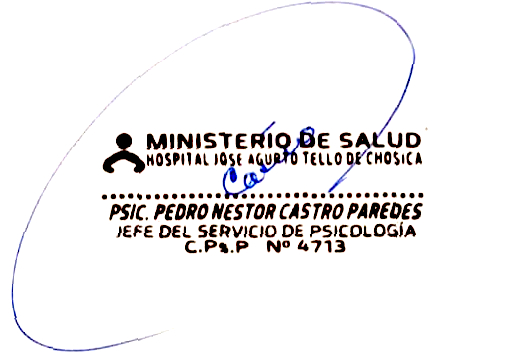 MINISTERIO DE SALUD
HOSPITAL JOSE AGURTO TELLO DE CHOSICA
Castro
PSIC. PEDRO NESTOR CASTRO PAREDES
JEFE DEL SERVICIO DE PSICOLOGÍA
C.Ps.P Nº 4713